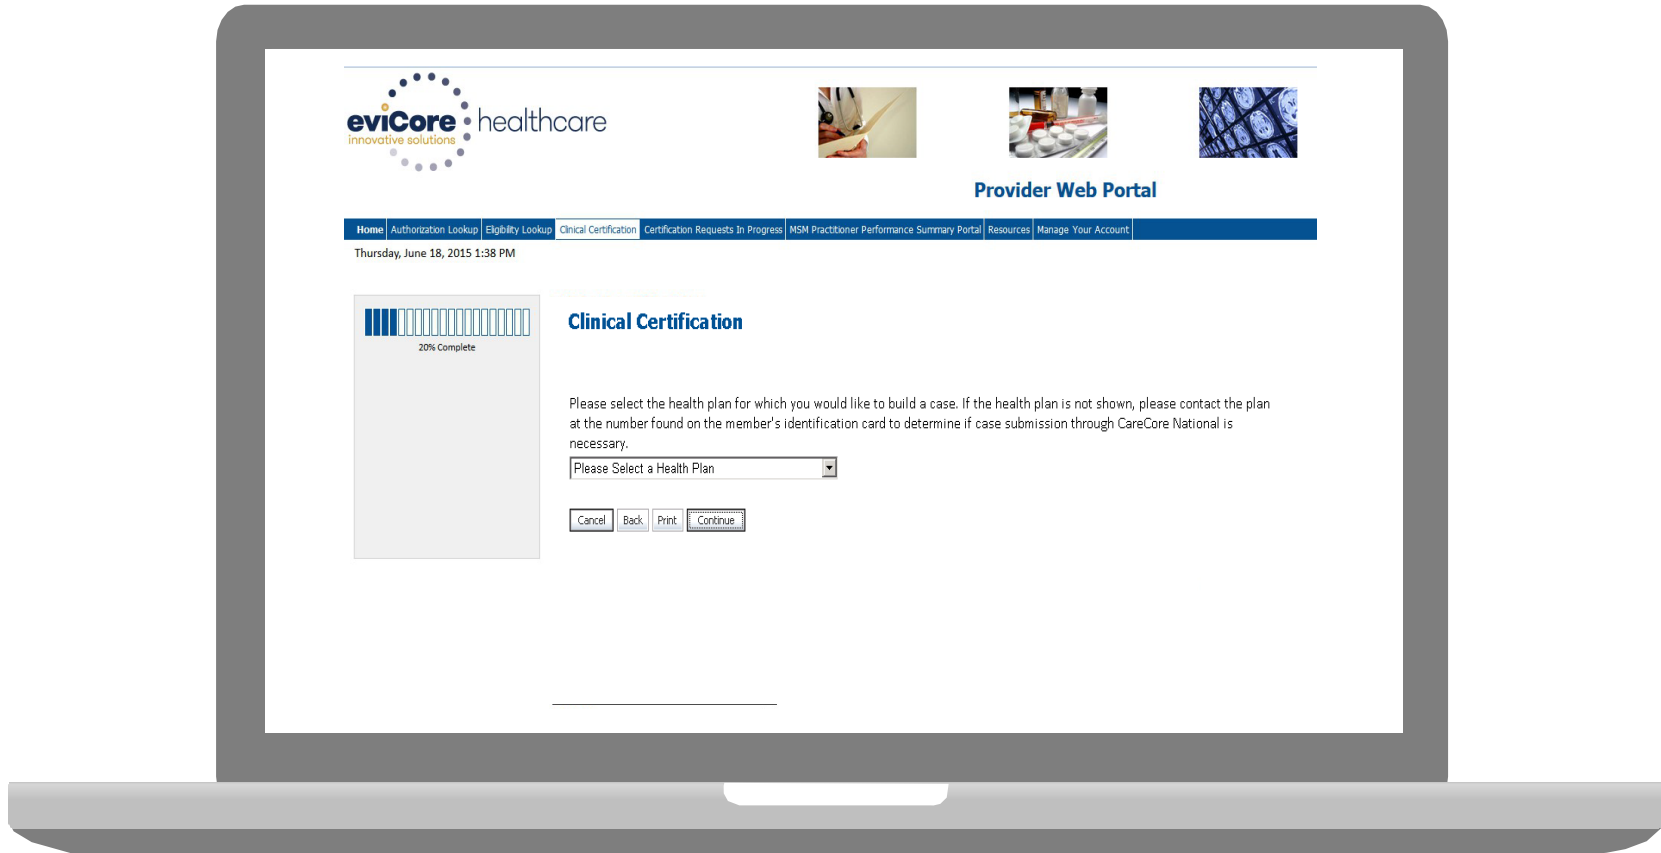 eviCore healthcare
innovative solutions
Provider Web Portal
Home Authorization Lookup Eligibility Lookup Clinical Certification Certification Requests In Progress MSM Practitioner Performance Summary Portal Resources Manage Your Account
Thursday, June 18, 2015 1:38 PM
20% Complete
Clinical Certification
Please select the health plan for which you would like to build a case. If the health plan is not shown, please contact the plan
at the number found on the member's identification card to determine if case submission through CareCore National is
necessary.
Please Select a Health Plan
Cancel Back Print Continue